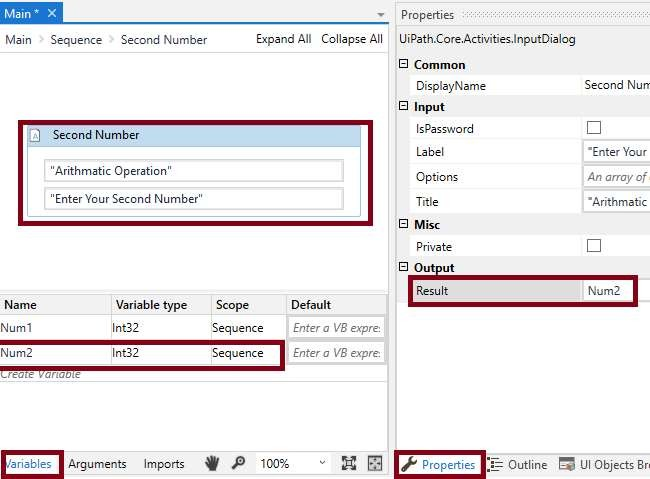 Main *
Main > Sequence > Second Number Expand All Collapse All
Second Number
"Arithmatic Operation"
"Enter Your Second Number"
Name Variable type Scope Default
Num1 Int32 Sequence Enter a VB expre
Num2 Int32 Sequence Enter a VB expre
Create Variable
Variables Arguments Imports 100%
Properties
UiPath.Core.Activities.InputDialog
Common
DisplayName Second Num
Input
IsPassword
Label "Enter Your
Options An array of
Title "Arithmatic
Misc
Private
Output
Result Num2
Properties Outline UI Objects Br